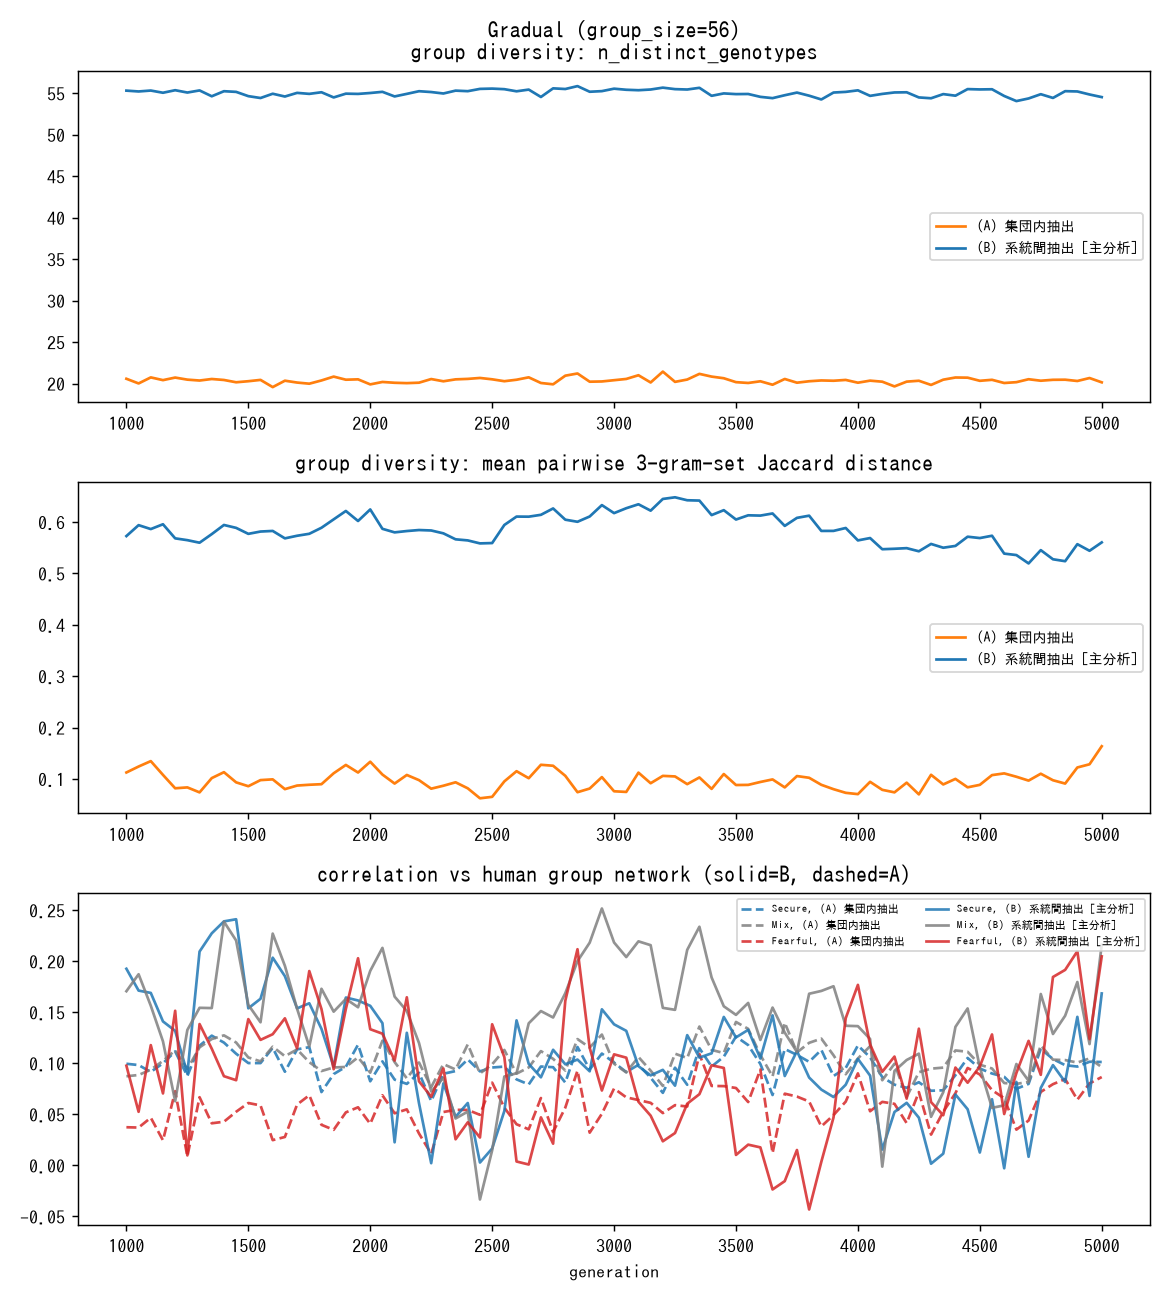 Gradual (group_size=56)
group diversity: n_distinct_genotypes
55
50
45
40
35
30
25
20
(A) 集団内抽出
(B) 系統間抽出 [主分析]
1000 1500 2000 2500 3000 3500 4000 4500 5000
group diversity: mean pairwise 3-gram-set Jaccard distance
0.6
0.5
0.4
0.3
0.2
0.1
(A) 集団内抽出
(B) 系統間抽出 [主分析]
1000 1500 2000 2500 3000 3500 4000 4500 5000
correlation vs human group network (solid=B, dashed=A)
0.25
0.20
0.15
0.10
0.05
0.00
-0.05
Secure, (A) 集団内抽出
Mix, (A) 集団内抽出
Fearful, (A) 集団内抽出
Secure, (B) 系統間抽出 [主分析]
Mix, (B) 系統間抽出 [主分析]
Fearful, (B) 系統間抽出 [主分析]
1000 1500 2000 2500 3000 3500 4000 4500 5000
generation